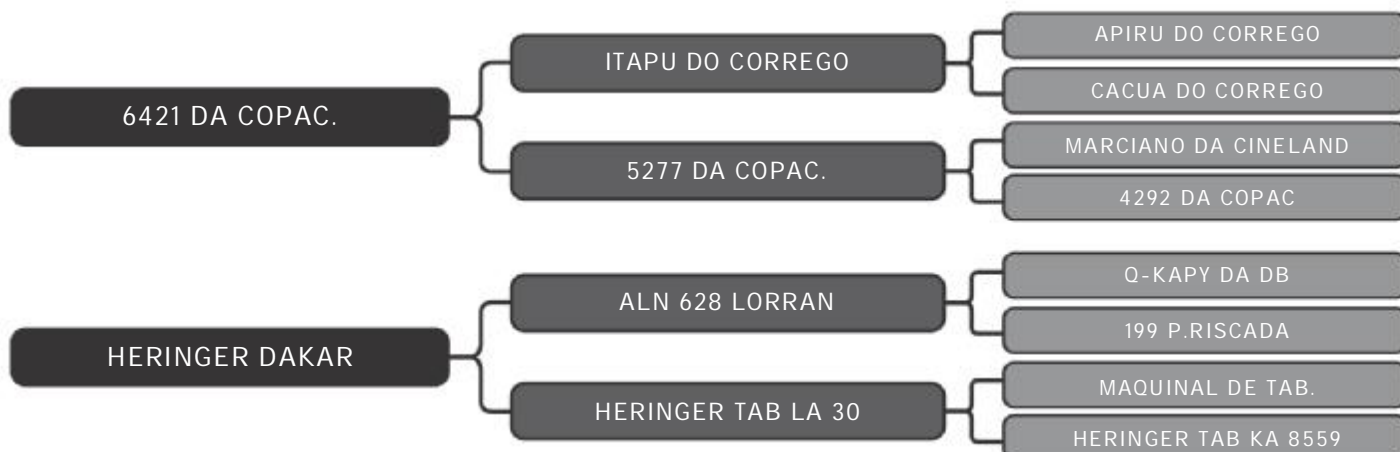 6421 DA COPAC.
ITAPU DO CORREGO
APIRU DO CORREGO
CACUA DO CORREGO
5277 DA COPAC.
MARCIANO DA CINELAND
4292 DA COPAC
HERINGER DAKAR
ALN 628 LORRAN
Q-KAPY DA DB
199 P.RISCADA
HERINGER TAB LA 30
MAQUINAL DE TAB.
HERINGER TAB KA 8559